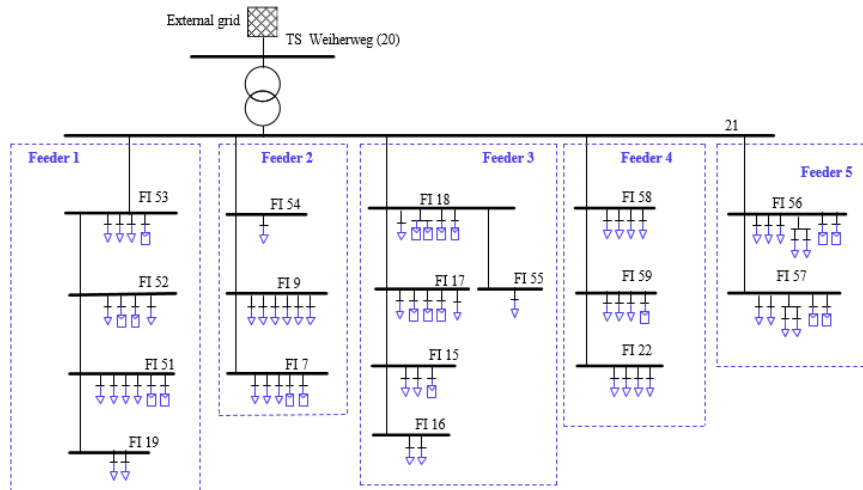 External grid
TS Weiherweg (20)
21
Feeder 1
Feeder 2
Feeder 3
Feeder 4
Feeder 5
FI 53
FI 54
FI 18
FI 58
FI 56
FI 52
FI 9
FI 17
FI 55
FI 59
FI 57
FI 51
FI 7
FI 15
FI 22
FI 19
FI 16